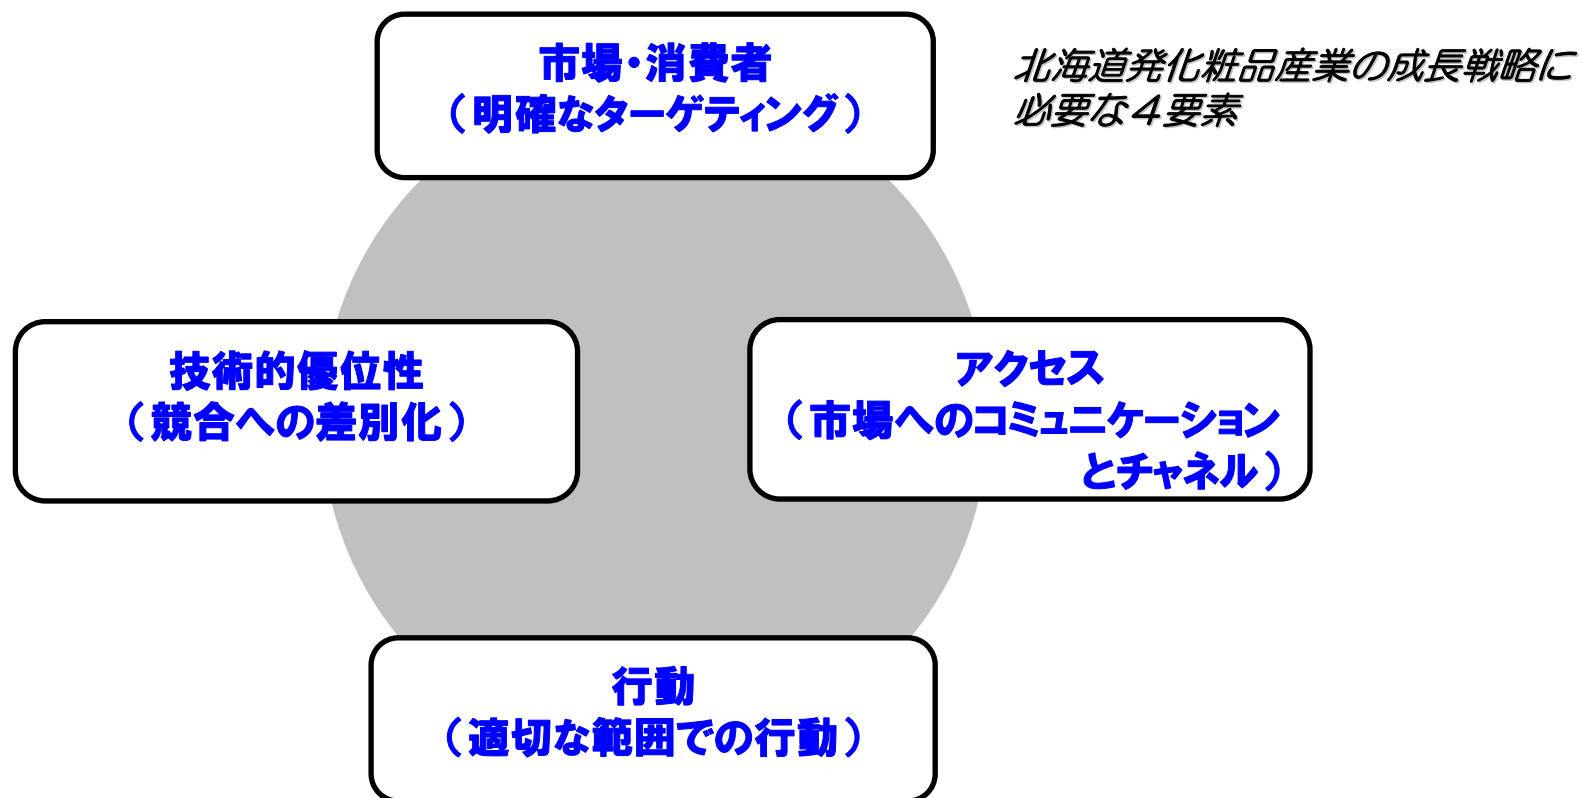 市場・消費者
（明確なターゲティング）
北海道発化粧品産業の成長戦略に
必要な４要素
技術的優位性
（競合への差別化）
アクセス
（市場へのコミュニケーション
とチャネル）
行動
（適切な範囲での行動）